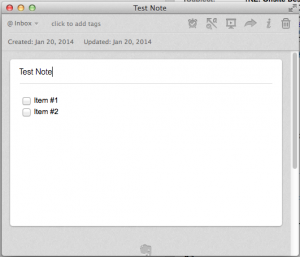 Test Note
@ Inbox
click to add tags
Created: Jan 20, 2014 Updated: Jan 20, 2014
Test Note
Item #1
Item #2